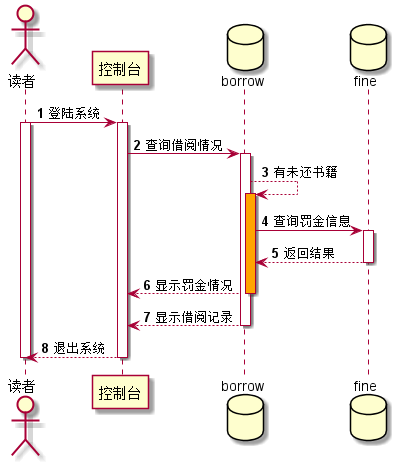 读者
控制台
borrow
fine
1 登陆系统
2 查询借阅情况
3 有未还书籍
4 查询罚金信息
5 返回结果
6 显示罚金情况
7 显示借阅记录
8 退出系统
读者
控制台
borrow
fine